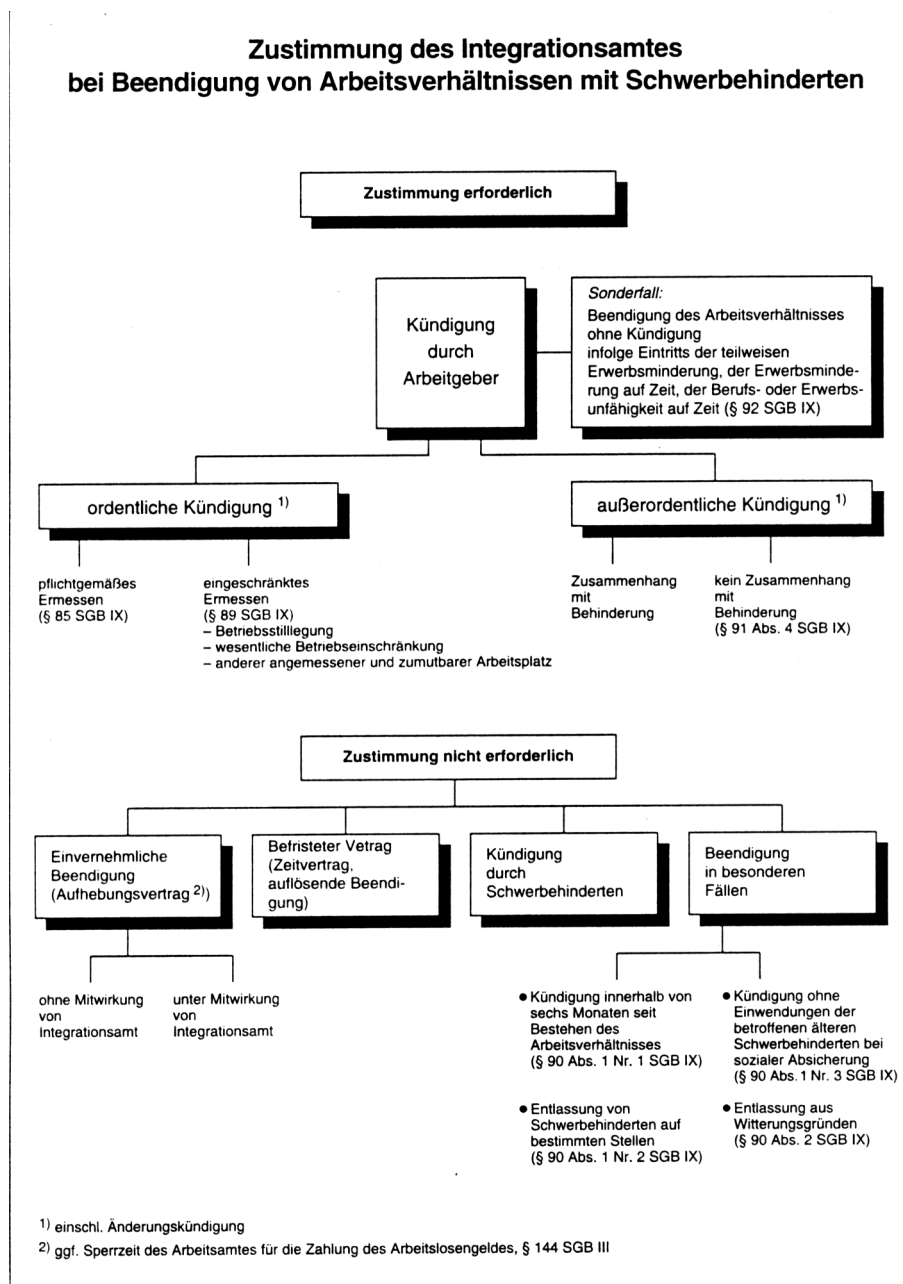 Zustimmung des Integrationsamtes
bei Beendigung von Arbeitsverhältnissen mit Schwerbehinderten
Zustimmung erforderlich
Kündigung
durch
Arbeitgeber
Sonderfall:
Beendigung des Arbeitsverhältnisses
ohne Kündigung
infolge Eintritts der teilweisen
Erwerbsminderung, der Erwerbsminde-
rung auf Zeit, der Berufs- oder Erwerbs-
unfähigkeit auf Zeit (§ 92 SGB IX)
ordentliche Kündigung 1)
außerordentliche Kündigung 1)
pflichtgemäßes
Ermessen
(§ 85 SGB IX)
eingeschränktes
Ermessen
(§ 89 SGB IX)
– Betriebsstilllegung
– wesentliche Betriebseinschränkung
– anderer angemessener und zumutbarer Arbeitsplatz
Zusammenhang
mit
Behinderung
kein Zusammenhang
mit
Behinderung
(§ 91 Abs. 4 SGB IX)
Zustimmung nicht erforderlich
Einvernehmliche
Beendigung
(Aufhebungsvertrag 2))
Befristeter Vetrag
(Zeitvertrag,
auflösende Beendi-
gung)
Kündigung
durch
Schwerbehinderten
Beendigung
in besonderen
Fällen
ohne Mitwirkung
von
Integrationsamt
unter Mitwirkung
von
Integrationsamt
● Kündigung innerhalb von
sechs Monaten seit
Bestehen des
Arbeitsverhältnisses
(§ 90 Abs. 1 Nr. 1 SGB IX)
● Entlassung von
Schwerbehinderten auf
bestimmten Stellen
(§ 90 Abs. 1 Nr. 2 SGB IX)
● Kündigung ohne
Einwendungen der
betroffenen älteren
Schwerbehinderten bei
sozialer Absicherung
(§ 90 Abs. 1 Nr. 3 SGB IX)
● Entlassung aus
Witterungsgründen
(§ 90 Abs. 2 SGB IX)
1) einschl. Änderungskündigung
2) ggf. Sperrzeit des Arbeitsamtes für die Zahlung des Arbeitslosengeldes, § 144 SGB III